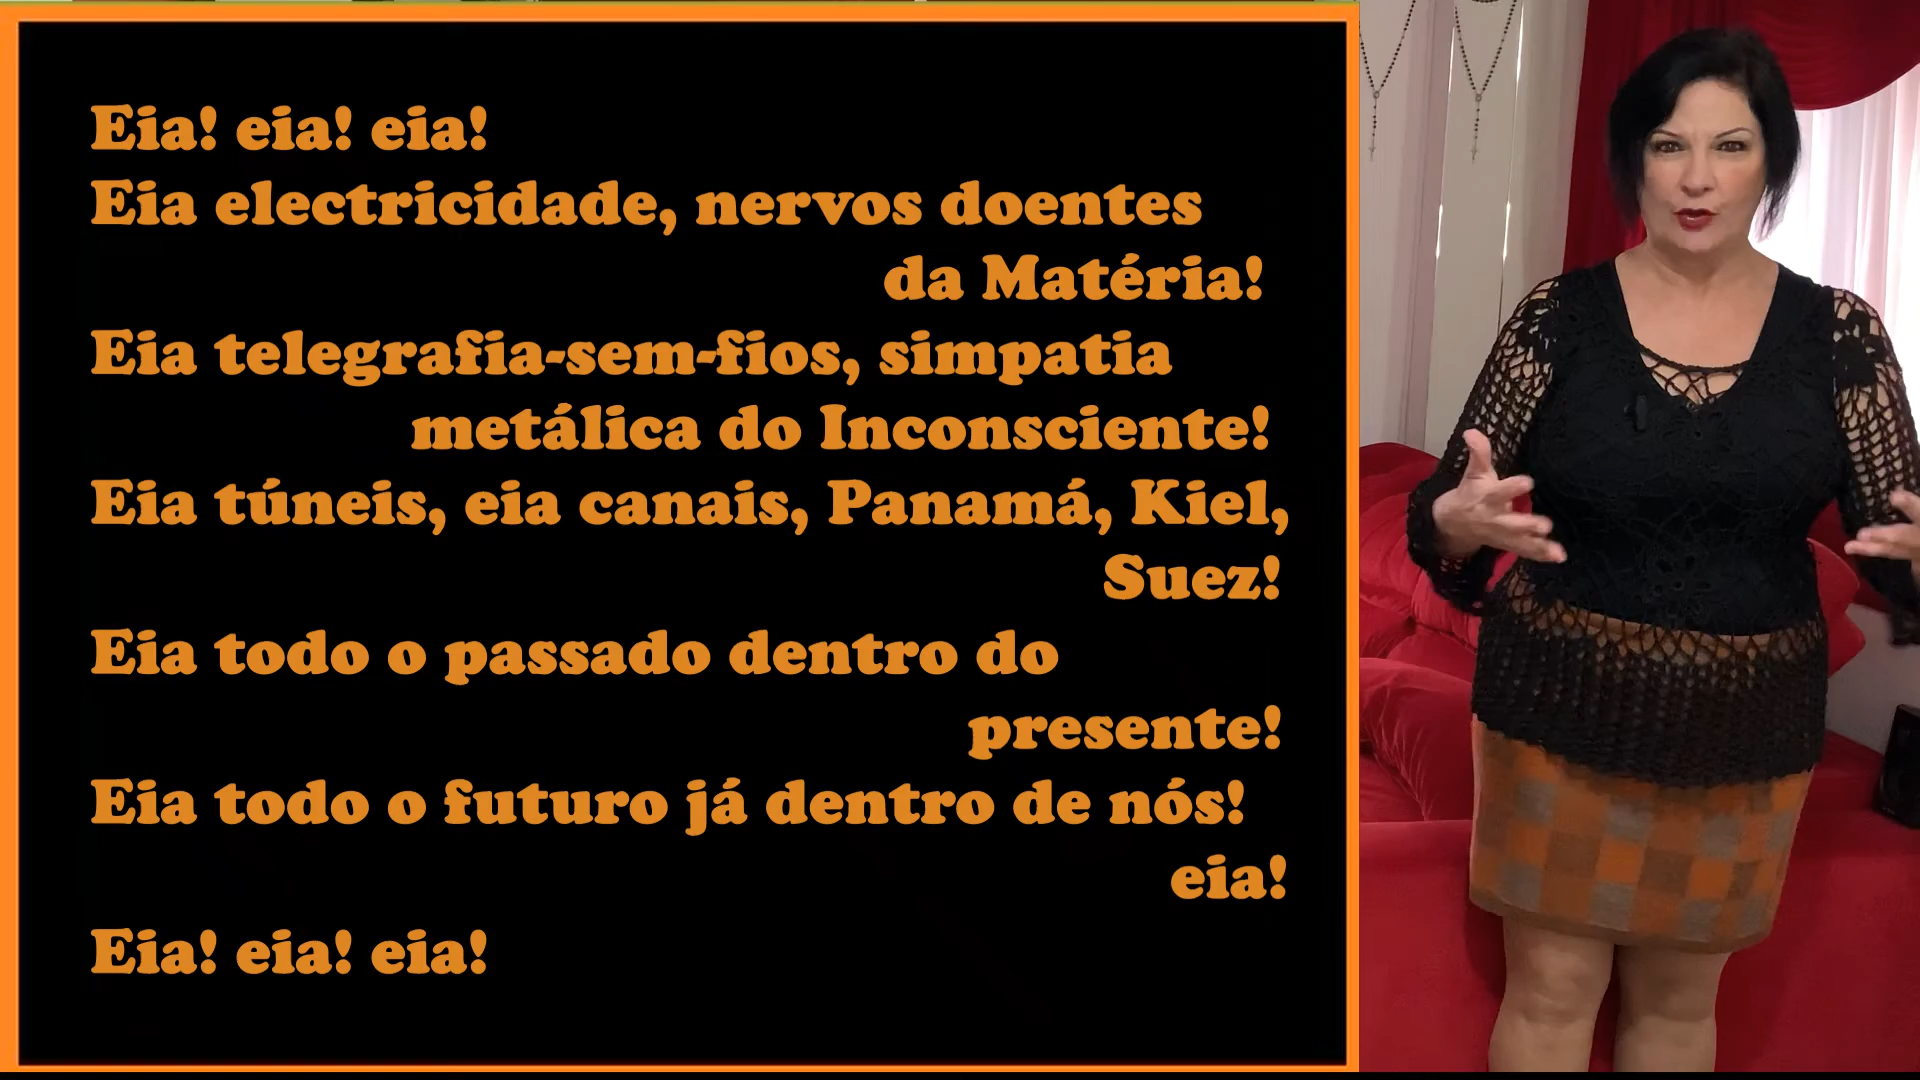 Eia! eia! eia!
Eia electricidade, nervos doentes
da Matéria!
Eia telegrafia-sem-fios, simpatia
metálica do Inconsciente!
Eia túneis, eia canais, Panamá, Kiel,
Suez!
Eia todo o passado dentro do
presente!
Eia todo o futuro já dentro de nós!
eia!
Eia! eia! eia!